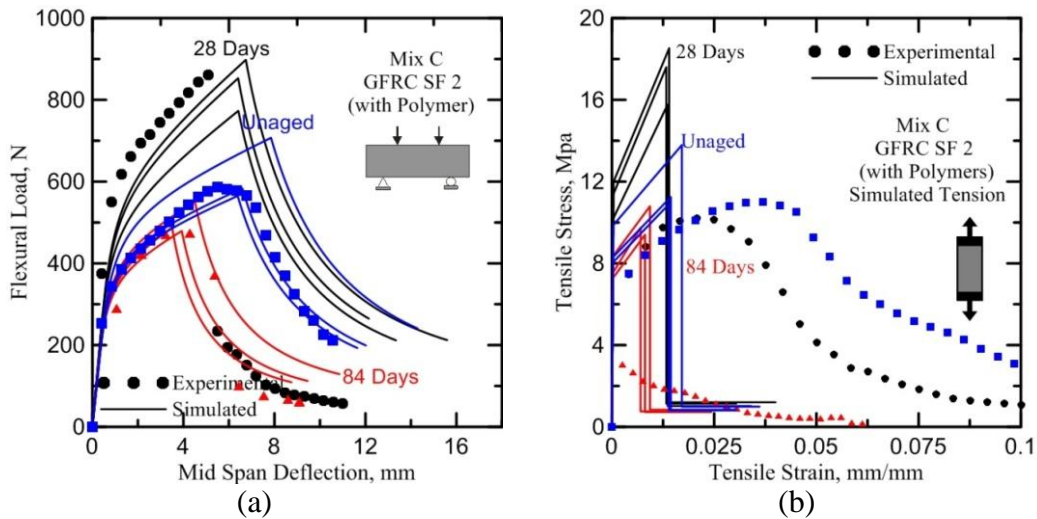 1000
800
600
400
200
0
Flexural Load, N
0
4
8
12
16
Mid Span Deflection, mm
28 Days
Mix C
GFRC SF 2
(with Polymer)
Unaged
84 Days
Experimental
Simulated
(a)
20
16
12
8
4
0
Tensile Stress, Mpa
0
0.025
0.05
0.075
0.1
Tensile Strain, mm/mm
28 Days
Experimental
Simulated
Mix C
GFRC SF 2
(with Polymers)
Simulated Tension
Unaged
84 Days
(b)